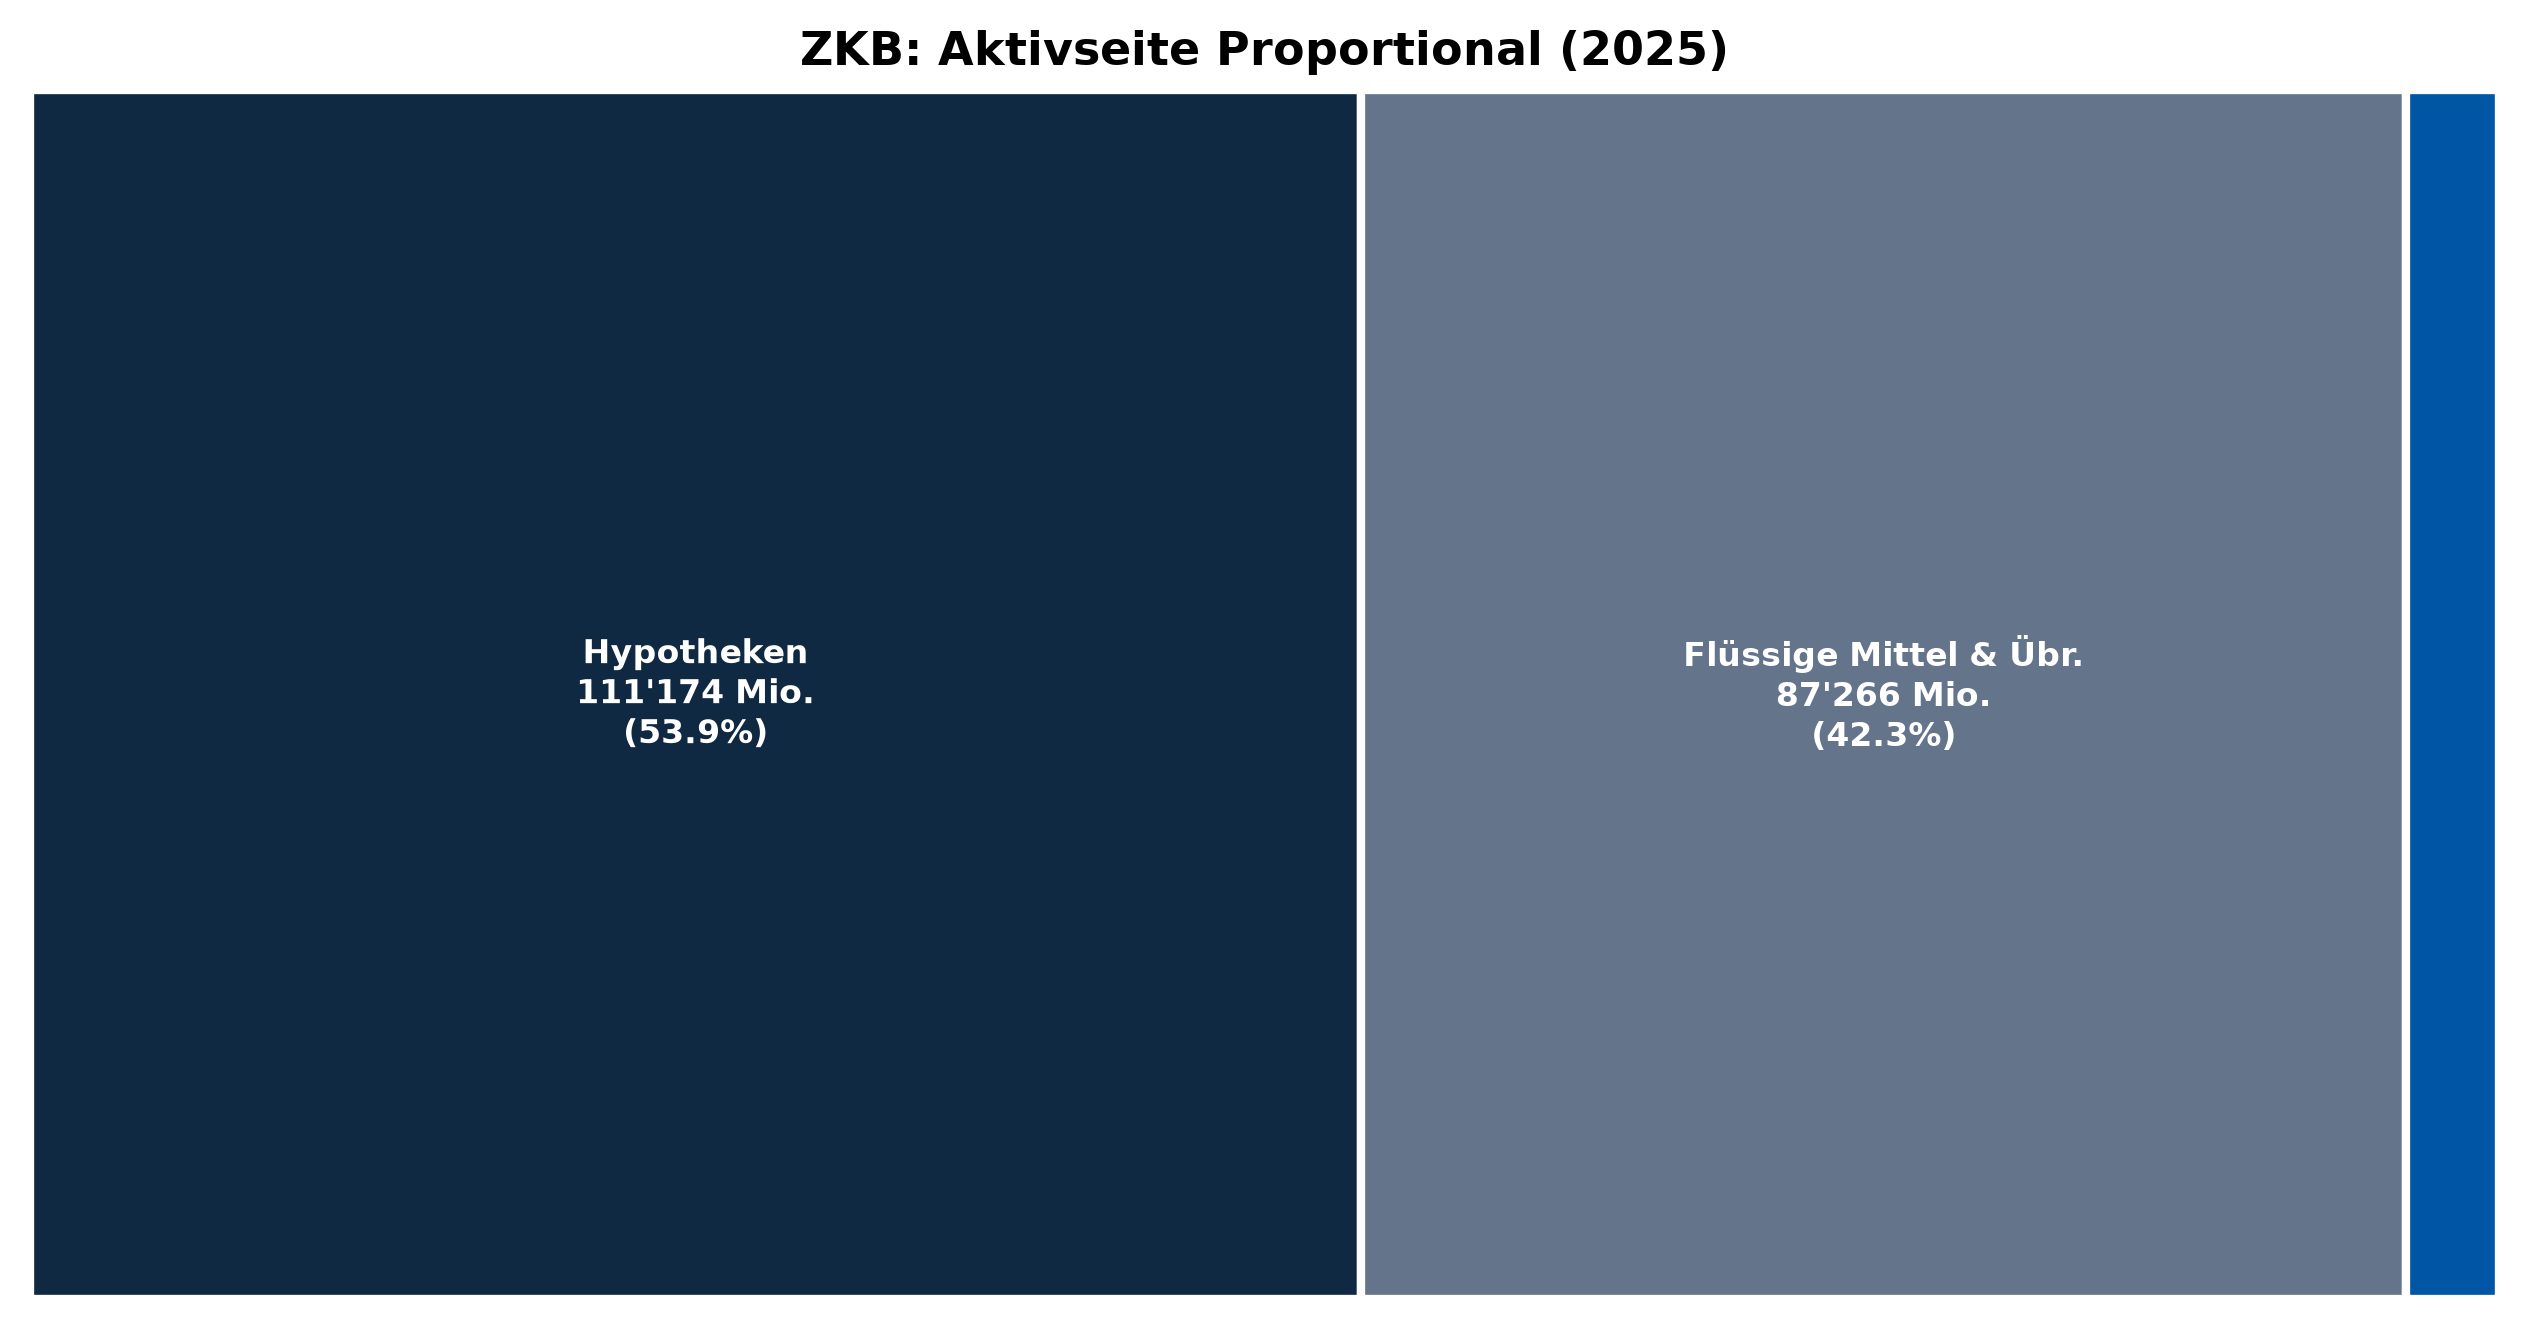 ZKB: Aktivseite Proportional (2025)
Hypotheken
111'174 Mio.
(53.9%)
Flüssige Mittel & Übr.
87'266 Mio.
(42.3%)